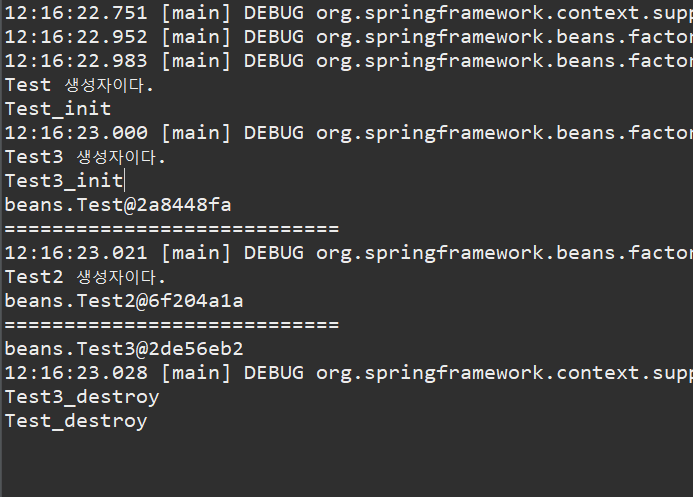 12:16:22.751 [main] DEBUG org.springframework.context.supp
12:16:22.952 [main] DEBUG org.springframework.beans.factor
12:16:22.983 [main] DEBUG org.springframework.beans.factor
Test 생성자이다.
Test_init
12:16:23.000 [main] DEBUG org.springframework.beans.factor
Test3 생성자이다.
Test3_init
beans.Test@2a8448fa
============================
12:16:23.021 [main] DEBUG org.springframework.beans.factor
Test2 생성자이다.
beans.Test2@6f204a1a
============================
beans.Test3@2de56eb2
12:16:23.028 [main] DEBUG org.springframework.context.supp
Test3_destroy
Test_destroy